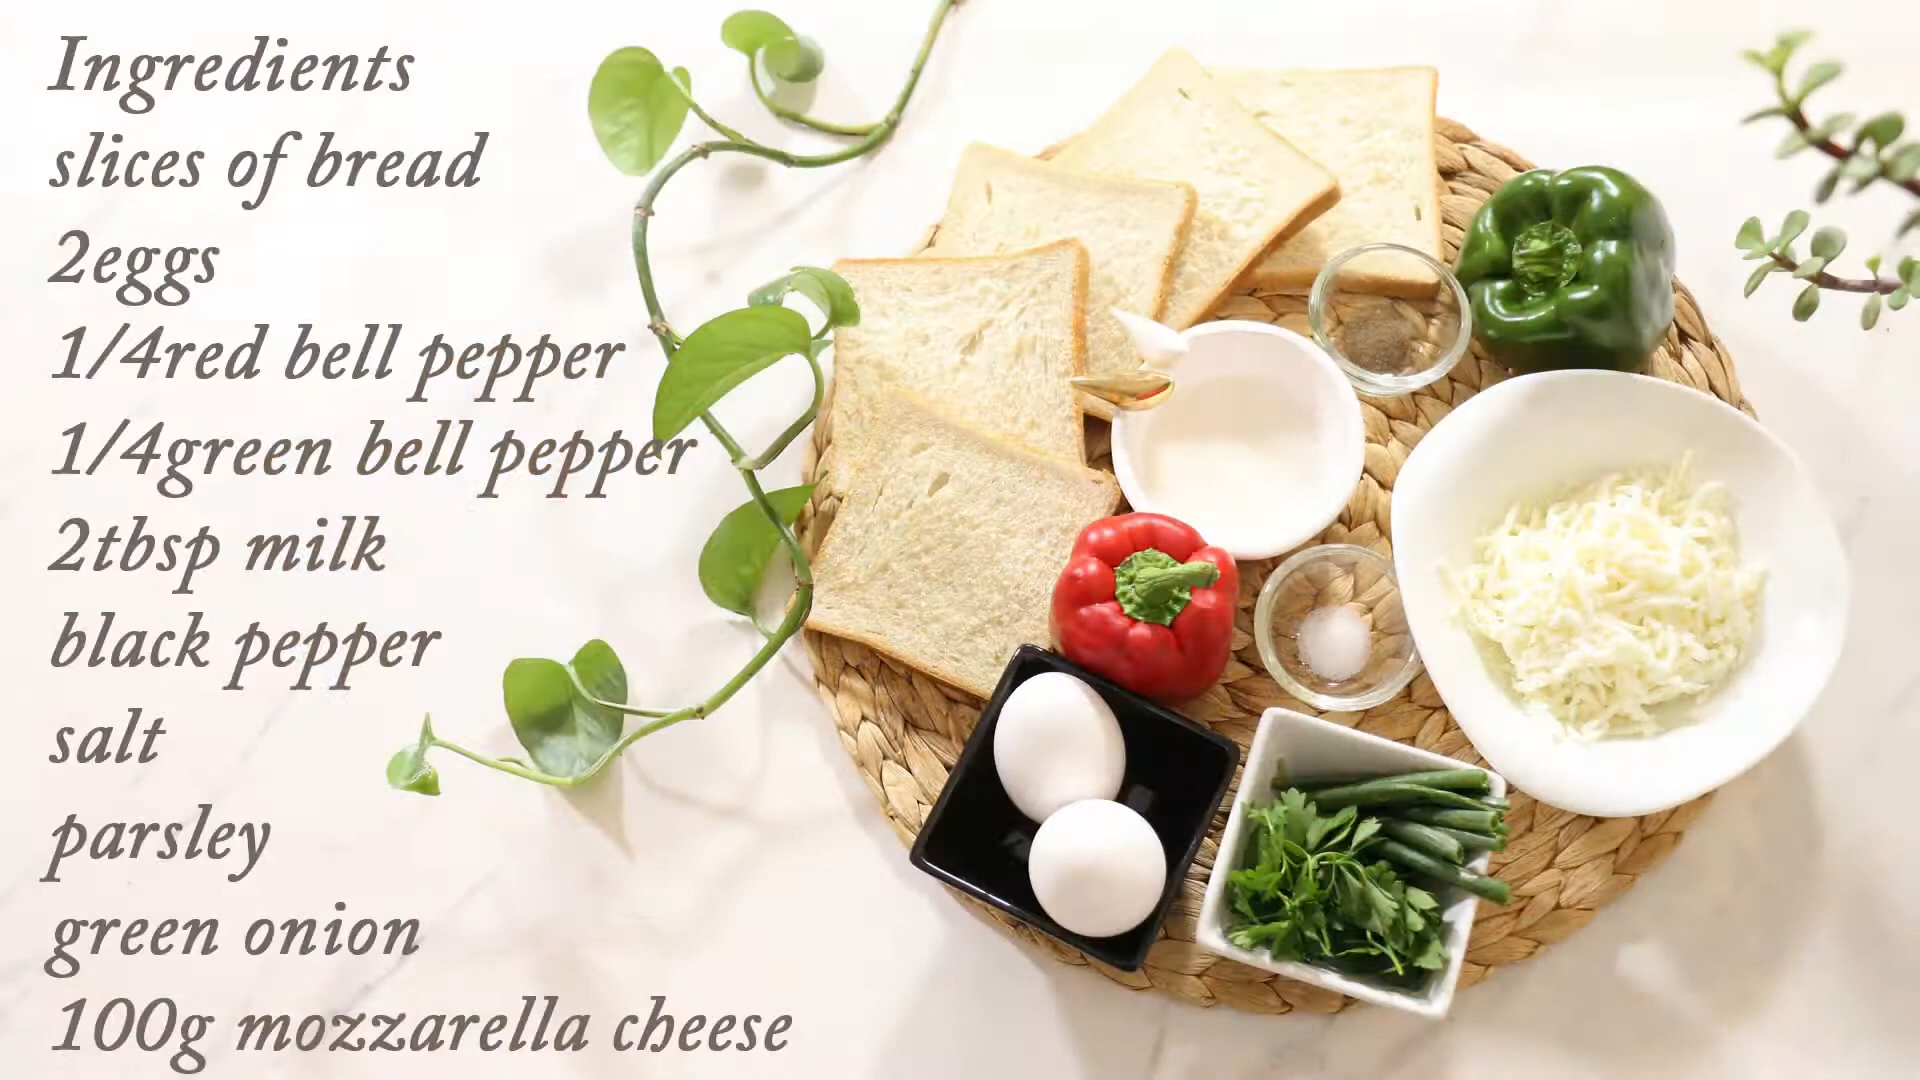 Ingredients
slices of bread
2eggs
1/4red bell pepper
1/4green bell pepper
2tbsp milk
black pepper
salt
parsley
green onion
100g mozzarella cheese